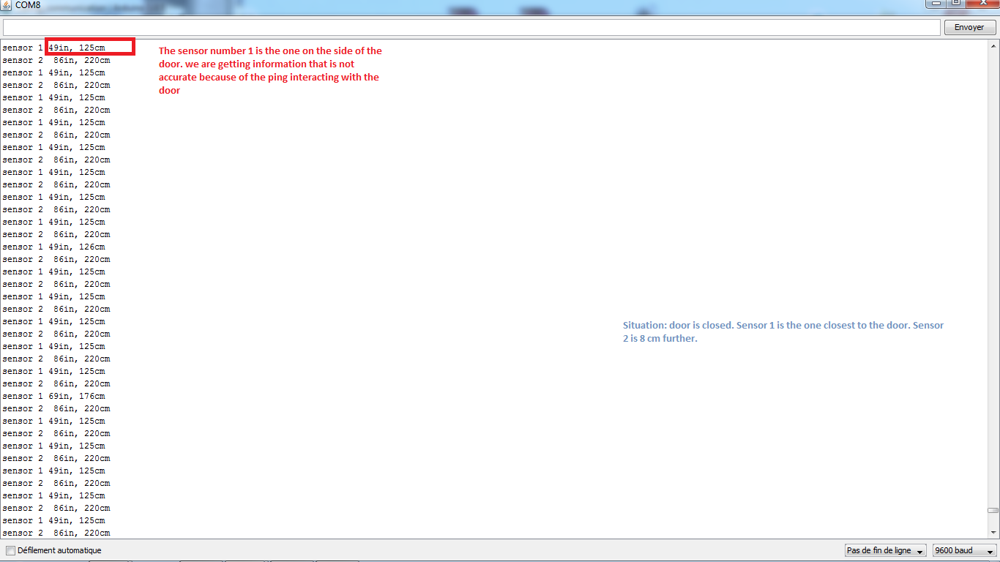 COM8
Envoyer
sensor 1 49in, 125cm
sensor 2  86in, 220cm
sensor 1 49in, 125cm
sensor 2  86in, 220cm
sensor 1 49in, 125cm
sensor 2  86in, 220cm
sensor 1 49in, 125cm
sensor 2  86in, 220cm
sensor 1 49in, 125cm
sensor 2  86in, 220cm
sensor 1 49in, 125cm
sensor 2  86in, 220cm
sensor 1 49in, 125cm
sensor 2  86in, 220cm
sensor 1 49in, 125cm
sensor 2  86in, 220cm
sensor 1 49in, 126cm
sensor 2  86in, 220cm
sensor 1 49in, 125cm
sensor 2  86in, 220cm
sensor 1 49in, 125cm
sensor 2  86in, 220cm
sensor 1 49in, 125cm
sensor 2  86in, 220cm
sensor 1 49in, 125cm
sensor 2  86in, 220cm
sensor 1 49in, 125cm
sensor 2  86in, 220cm
sensor 1 69in, 176cm
sensor 2  86in, 220cm
sensor 1 49in, 125cm
sensor 2  86in, 220cm
sensor 1 49in, 125cm
sensor 2  86in, 220cm
sensor 1 49in, 125cm
sensor 2  86in, 220cm
sensor 1 49in, 125cm
sensor 2  86in, 220cm
sensor 1 49in, 125cm
sensor 2  86in, 220cm
The sensor number 1 is the one on the side of the
door. we are getting information that is not
accurate because of the ping interacting with the
door
Situation: door is closed. Sensor 1 is the one closest to the door. Sensor
2 is 8 cm further.
Défilement automatique
Pas de fin de ligne
9600 baud